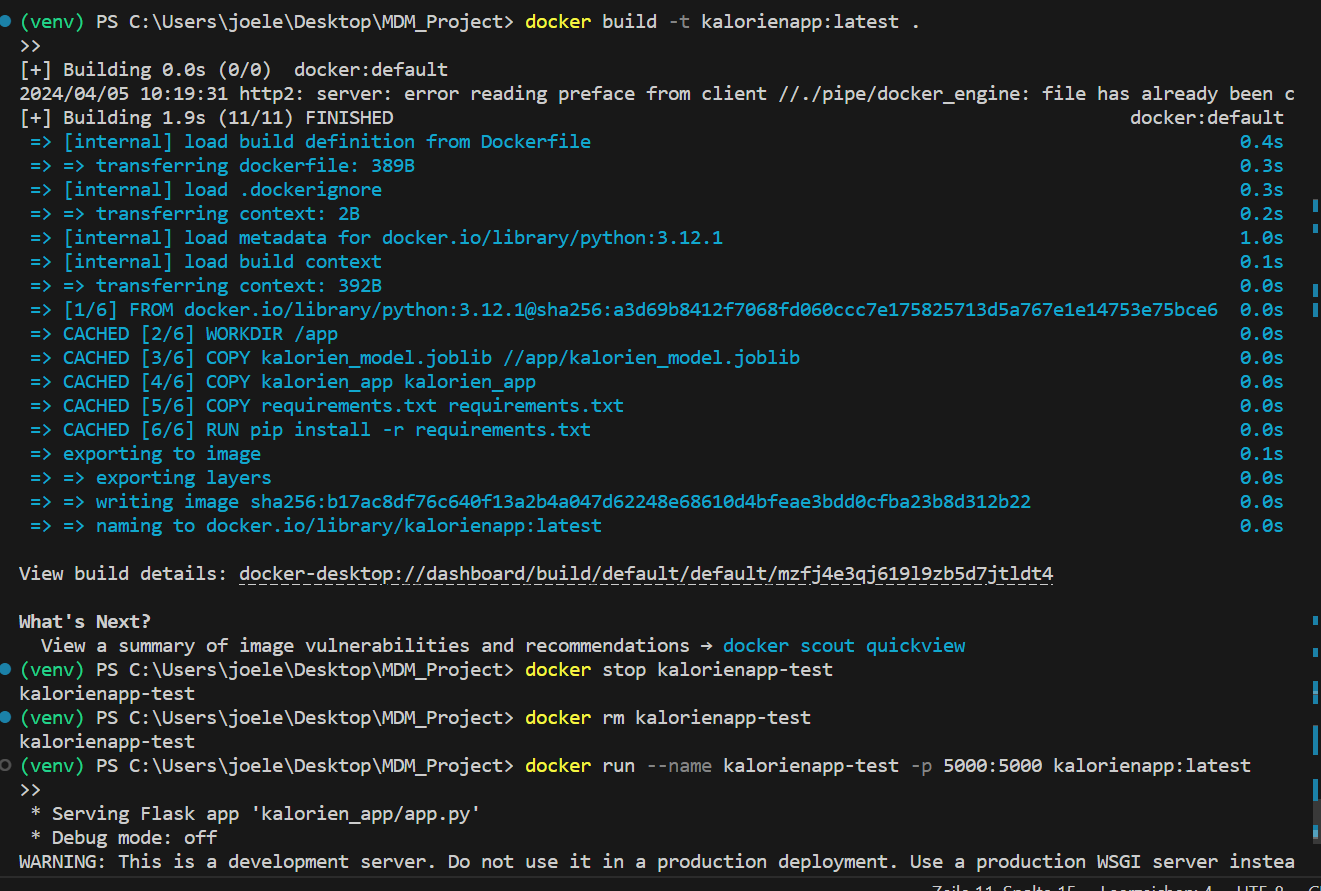 (venv) PS C:\Users\joele\Desktop\MDM_Project> docker build -t kalorienapp:latest .
>>
[+] Building 0.0s (0/0)  docker:default
2024/04/05 10:19:31 http2: server: error reading preface from client //./pipe/docker_engine: file has already been c
[+] Building 1.9s (11/11) FINISHED docker:default
=> [internal] load build definition from Dockerfile 0.4s
=> => transferring dockerfile: 389B 0.3s
=> [internal] load .dockerignore 0.3s
=> => transferring context: 2B 0.2s
=> [internal] load metadata for docker.io/library/python:3.12.1 1.0s
=> [internal] load build context 0.1s
=> => transferring context: 392B 0.0s
=> [1/6] FROM docker.io/library/python:3.12.1@sha256:a3d69b8412f7068fd060ccc7e175825713d5a767e1e14753e75bce6 0.0s
=> CACHED [2/6] WORKDIR /app 0.0s
=> CACHED [3/6] COPY kalorien_model.joblib //app/kalorien_model.joblib 0.0s
=> CACHED [4/6] COPY kalorien_app kalorien_app 0.0s
=> CACHED [5/6] COPY requirements.txt requirements.txt 0.0s
=> CACHED [6/6] RUN pip install -r requirements.txt 0.0s
=> exporting to image 0.1s
=> => exporting layers 0.0s
=> => writing image sha256:b17ac8df76c640f13a2b4a047d62248e68610d4bfeae3bdd0cfba23b8d312b22 0.0s
=> => naming to docker.io/library/kalorienapp:latest 0.0s
View build details: docker-desktop://dashboard/build/default/default/mzfj4e3qj619l9zb5d7jtldt4
What's Next?
View a summary of image vulnerabilities and recommendations → docker scout quickview
(venv) PS C:\Users\joele\Desktop\MDM_Project> docker stop kalorienapp-test
kalorienapp-test
(venv) PS C:\Users\joele\Desktop\MDM_Project> docker rm kalorienapp-test
kalorienapp-test
(venv) PS C:\Users\joele\Desktop\MDM_Project> docker run --name kalorienapp-test -p 5000:5000 kalorienapp:latest
>>
* Serving Flask app 'kalorien_app/app.py'
* Debug mode: off
WARNING: This is a development server. Do not use it in a production deployment. Use a production WSGI server instea
Zeile 11, Spalte 15 Leerzeichen: 4 UTF-8